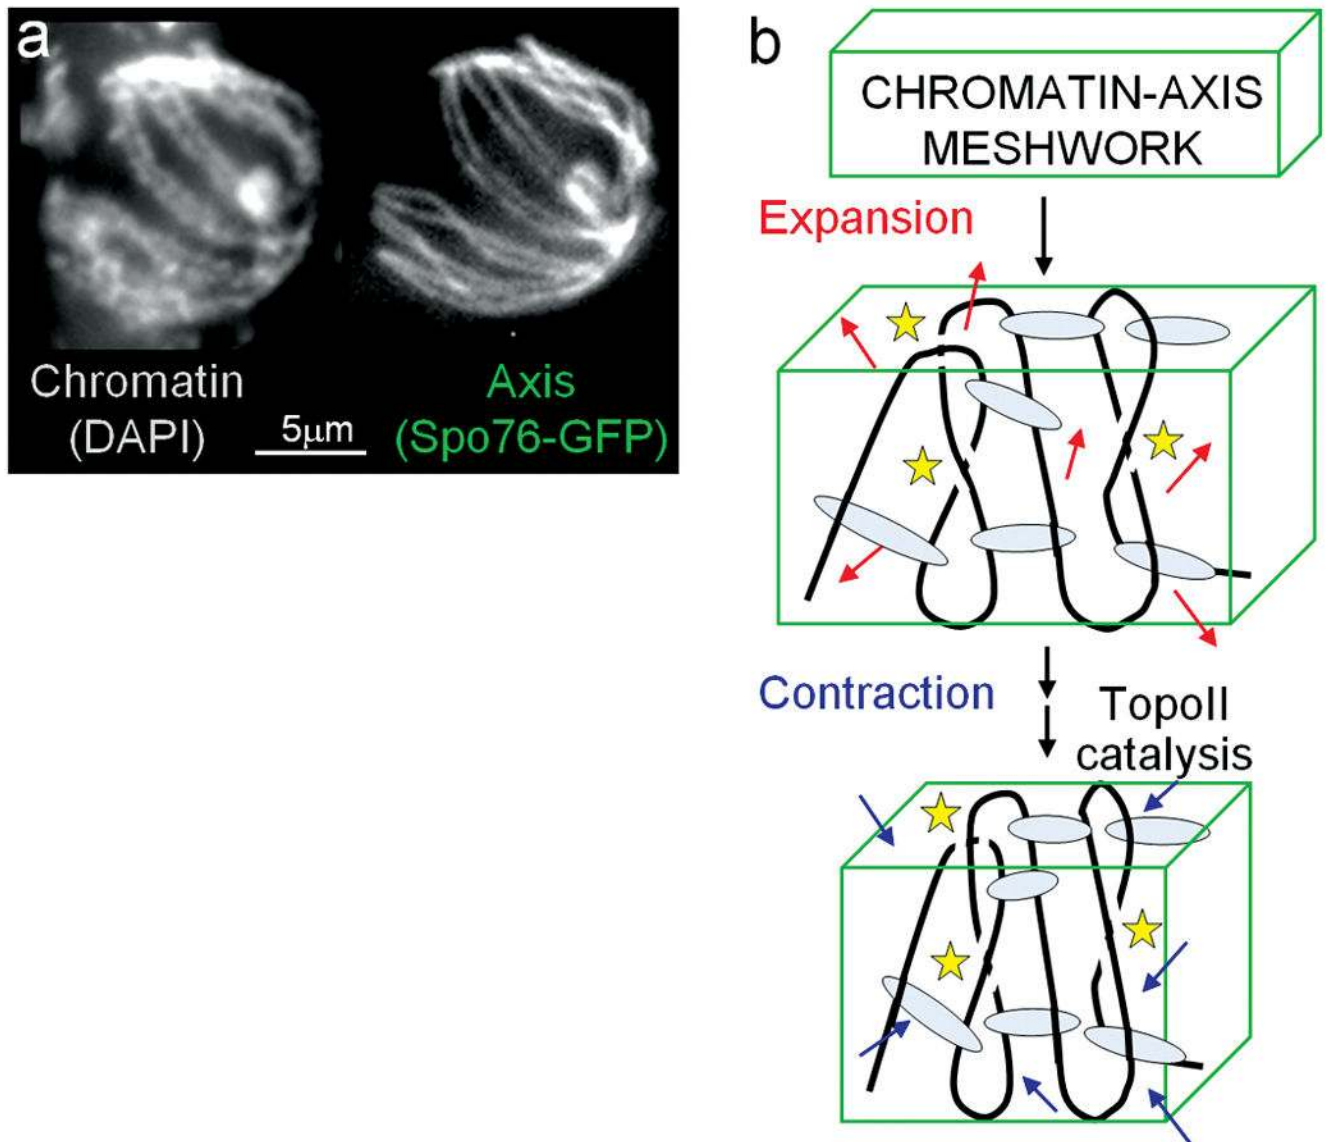 a
Chromatin
(DAPI)
5μm
Axis
(Spo76-GFP)
b
CHROMATIN-AXIS
MESHWORK
Expansion
Contraction
TopoII
catalysis